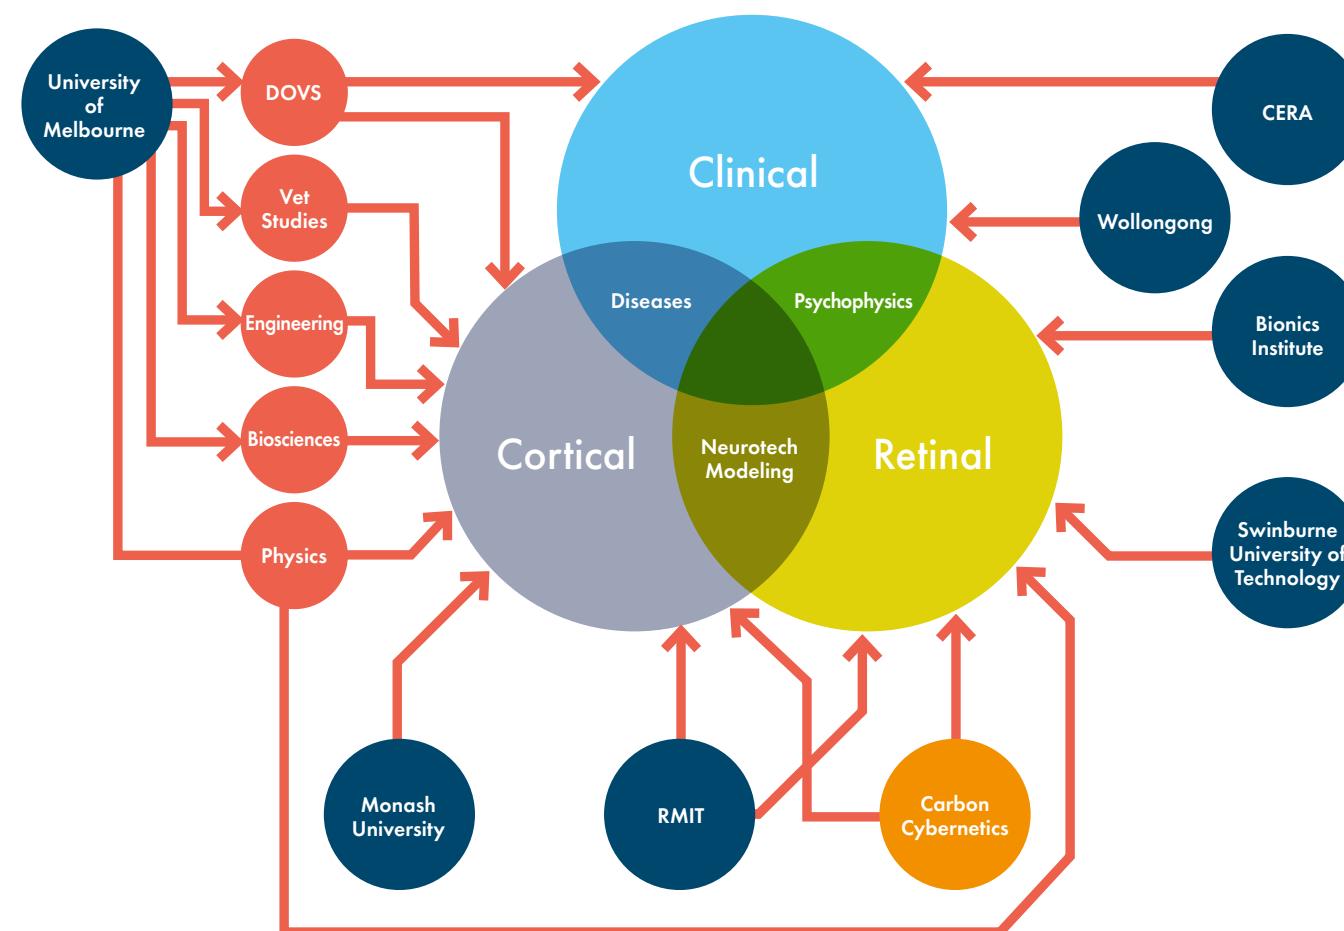 University
of
Melbourne
DOVS
Vet
Studies
Engineering
Biosciences
Physics
Clinical
Diseases
Psychophysics
Cortical
Neurotech
Modeling
Retinal
CERA
Wollongong
Bionics
Institute
Swinburne
University of
Technology
Monash
University
RMIT
Carbon
Cybernetics